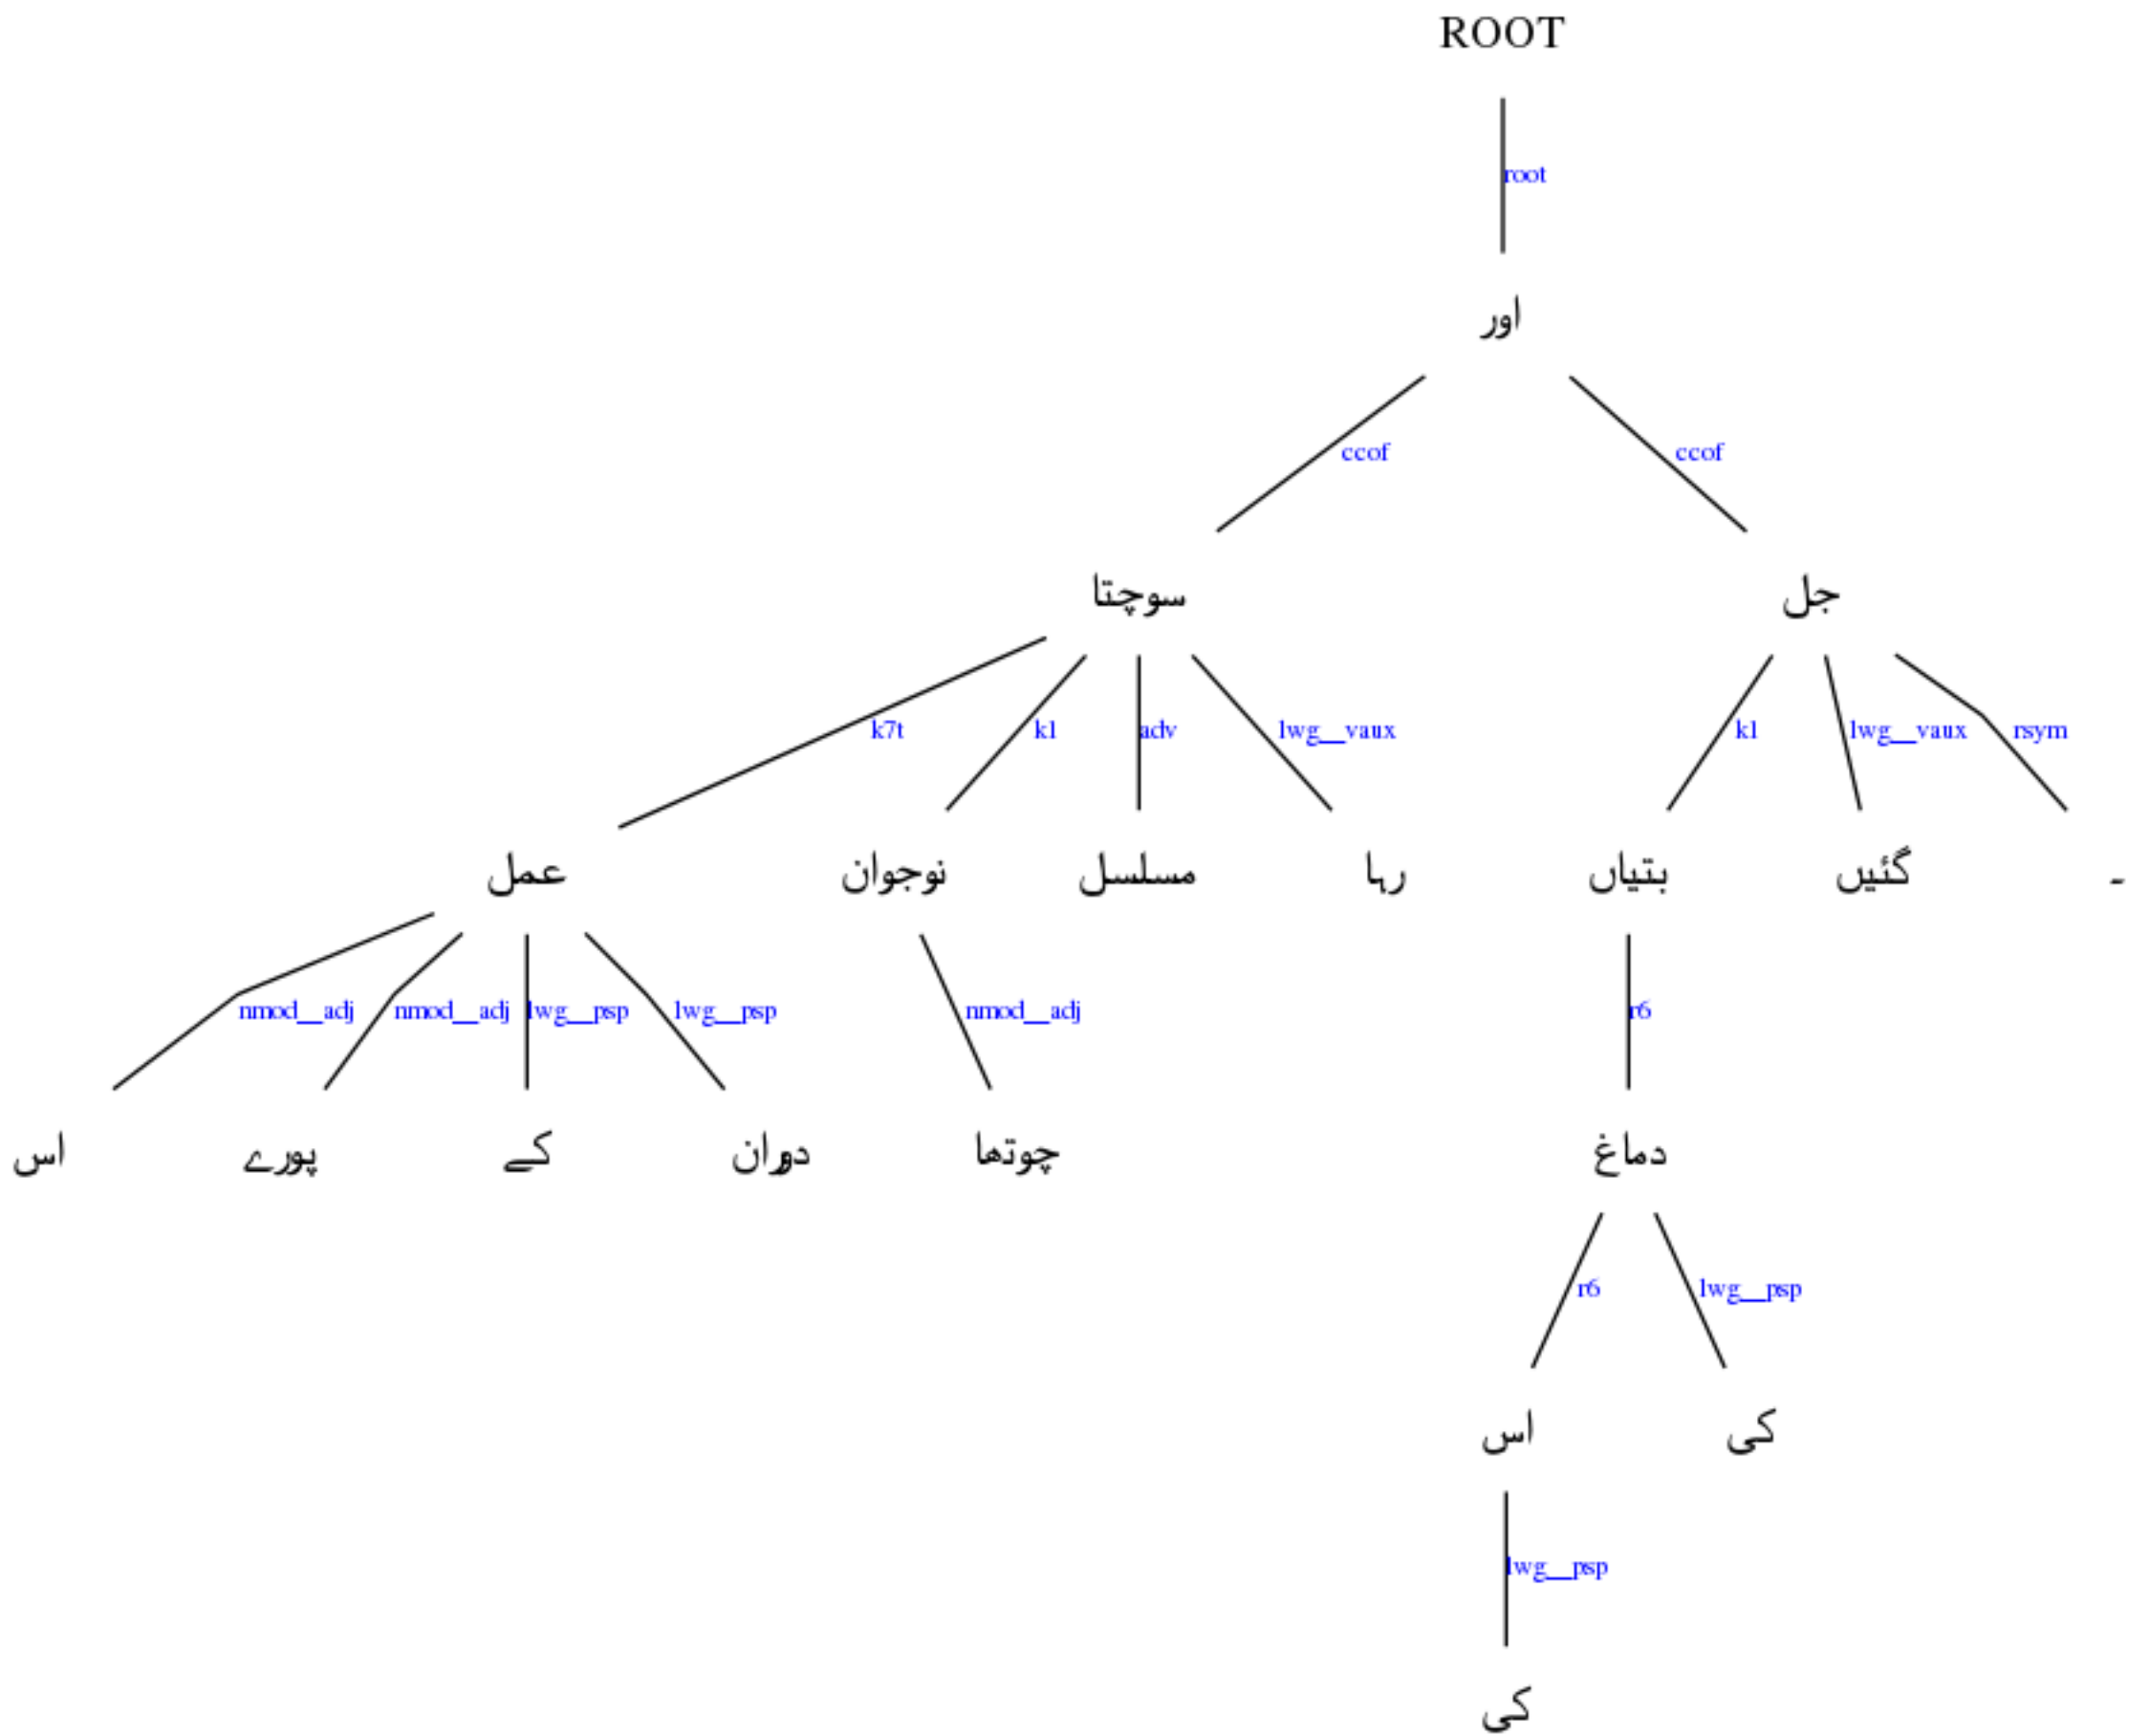 ROOT
root
اور
ccof ccof
سوچتا جل
k7t k1 adv lwg__vaux k1 lwg__vaux rsym
عمل نوجوان مسلسل رہا بتیاں گئیں ۔
nmod__adj nmod__adj lwg__psp lwg__psp nmod__adj r6
اس پورے کے دوران چوتھا دماغ
r6 lwg__psp
اس کی
lwg__psp
کی